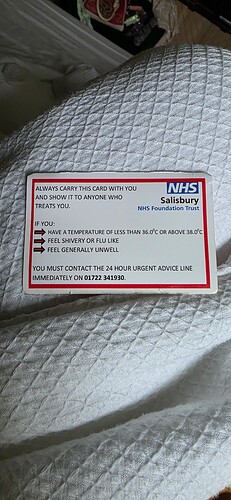 ALWAYS CARRY THIS CARD WITH YOU
AND SHOW IT TO ANYONE WHO
TREATS YOU.
NHS
Salisbury
NHS Foundation Trust
IF YOU:
HAVE A TEMPERATURE OF LESS THAN 36.0°C OR ABOVE 38.0°C
FEEL SHIVERY OR FLU LIKE
FEEL GENERALLY UNWELL
YOU MUST CONTACT THE 24 HOUR URGENT ADVICE LINE
IMMEDIATELY ON 01722 341930.